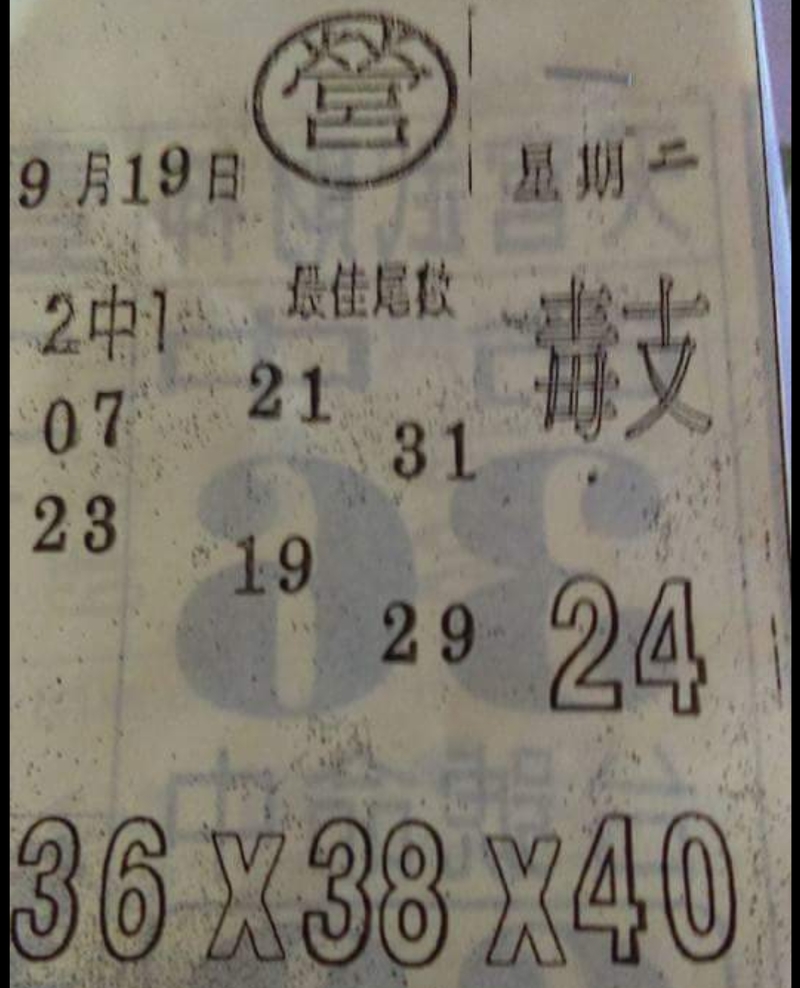 營
9月19日 星期二
2中1 最佳尾數 毒支
07 21 31
23 19 29 24
36 X 38 X 40